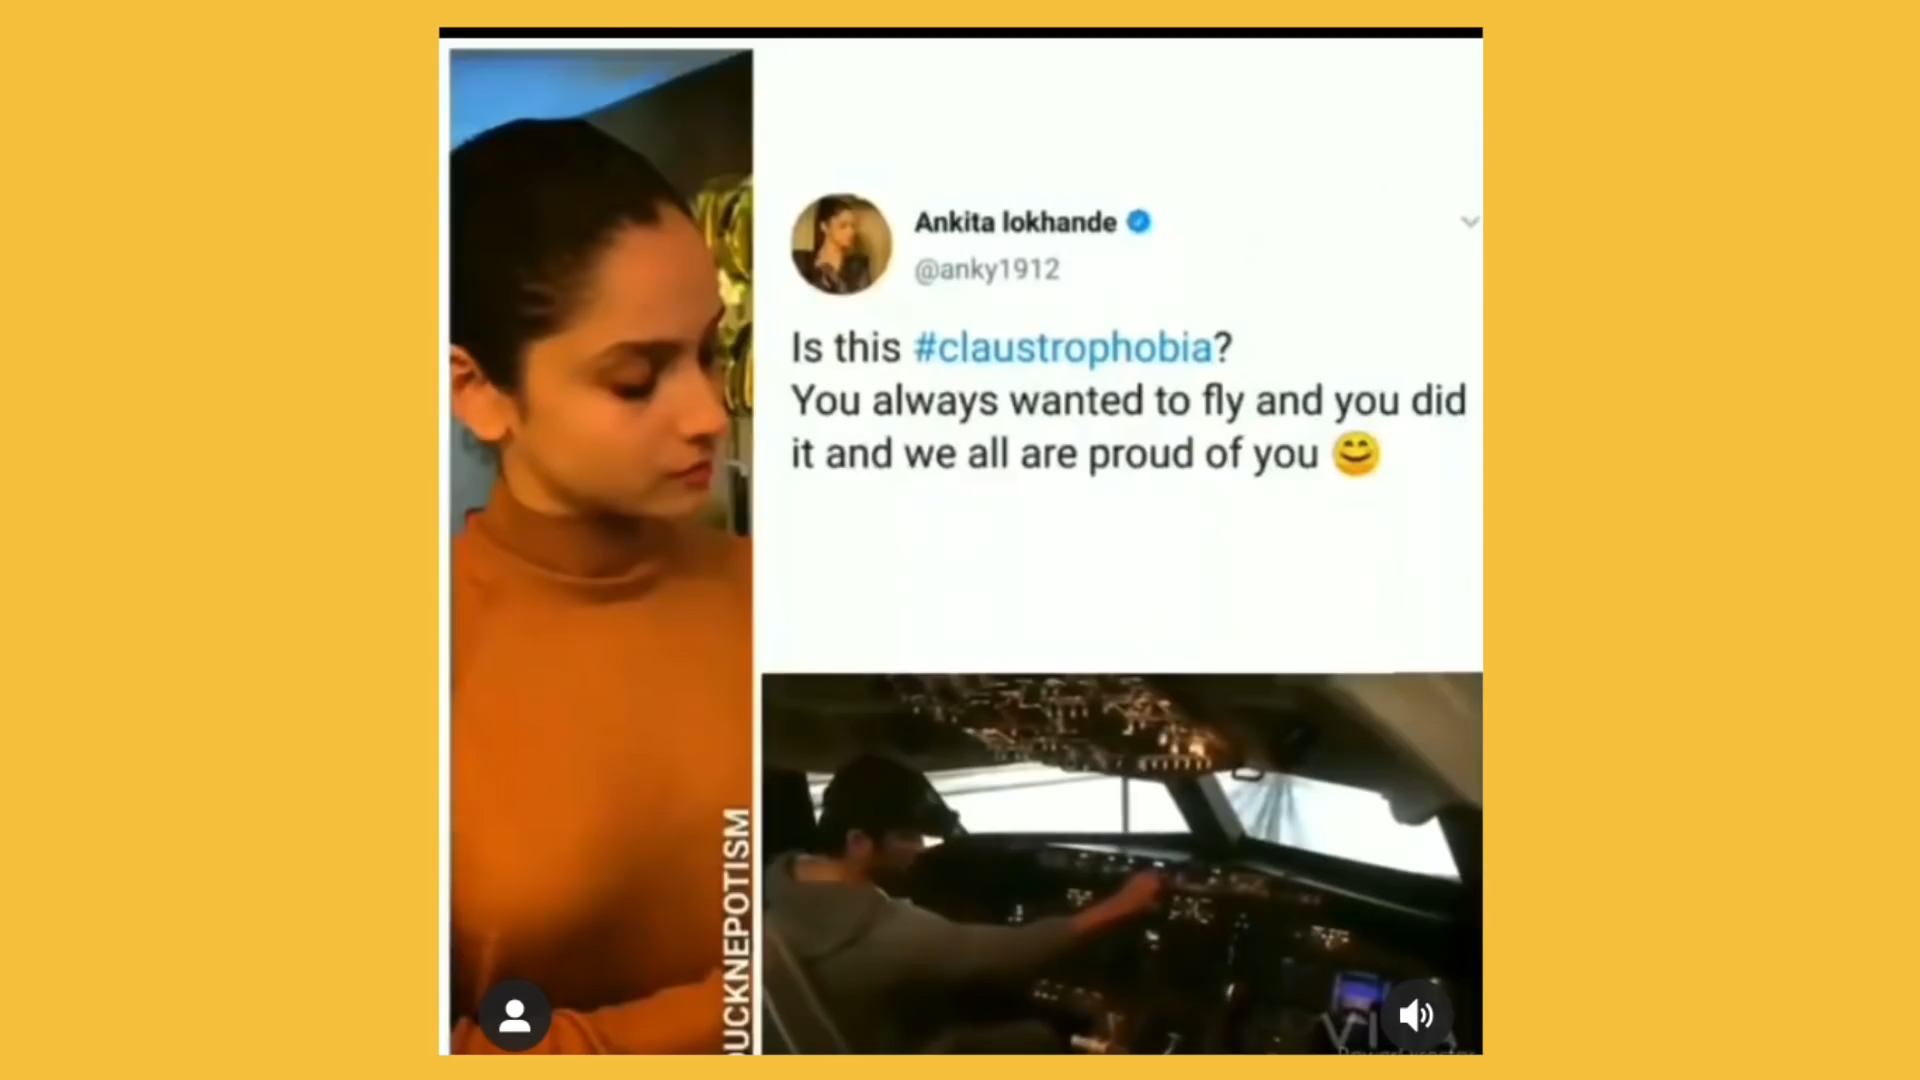 Ankita lokhande
@anky1912
Is this #claustrophobia?
You always wanted to fly and you did
it and we all are proud of you 😊
UCKNEPOTISM